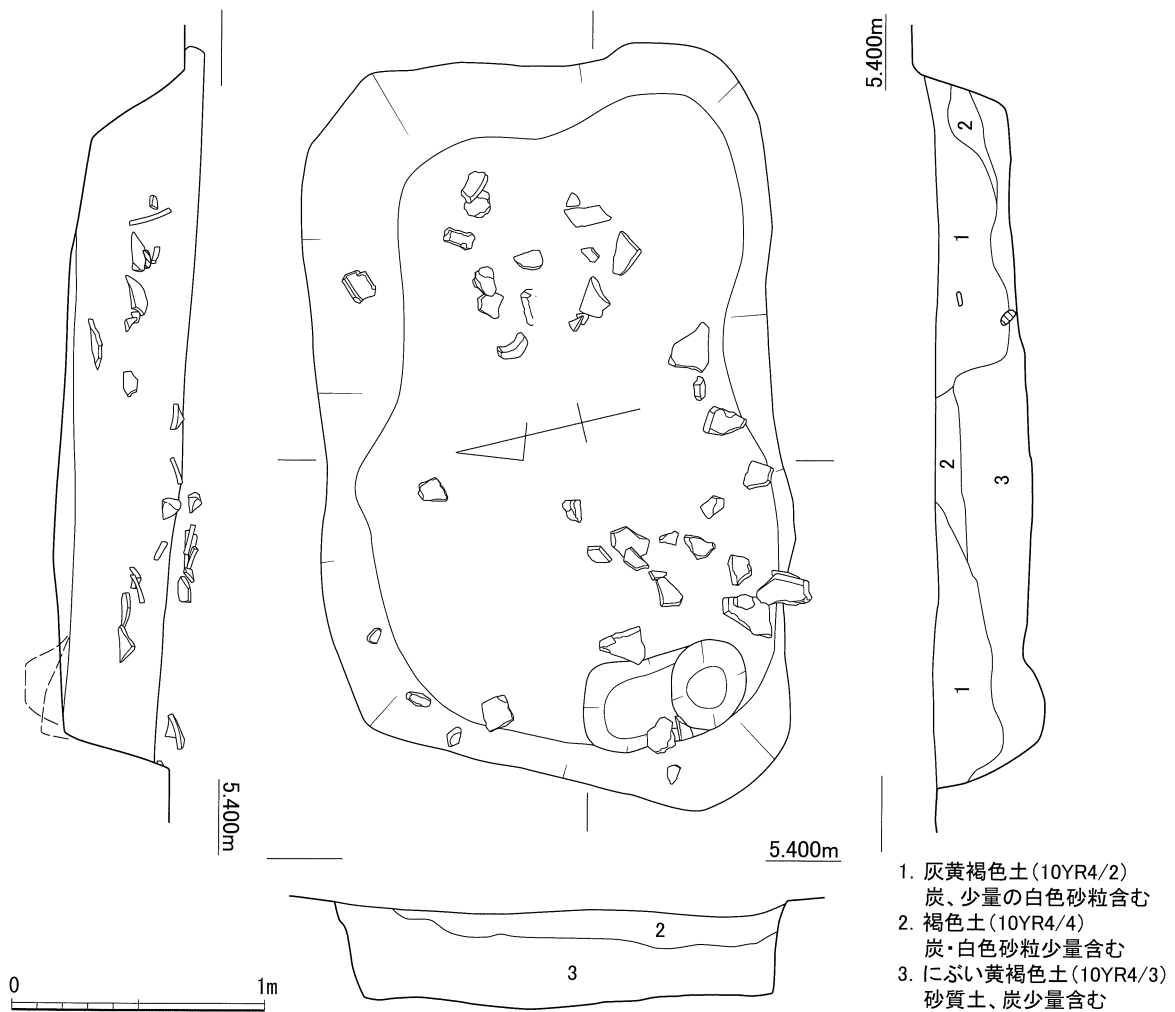 5.400m
2
1
2
3
1
5.400m
5.400m
2
3
0 1m
1. 灰黄褐色土(10YR4/2)
炭、少量の白色砂粒含む
2. 褐色土(10YR4/4)
炭・白色砂粒少量含む
3. にぶい黄褐色土(10YR4/3)
砂質土、炭少量含む